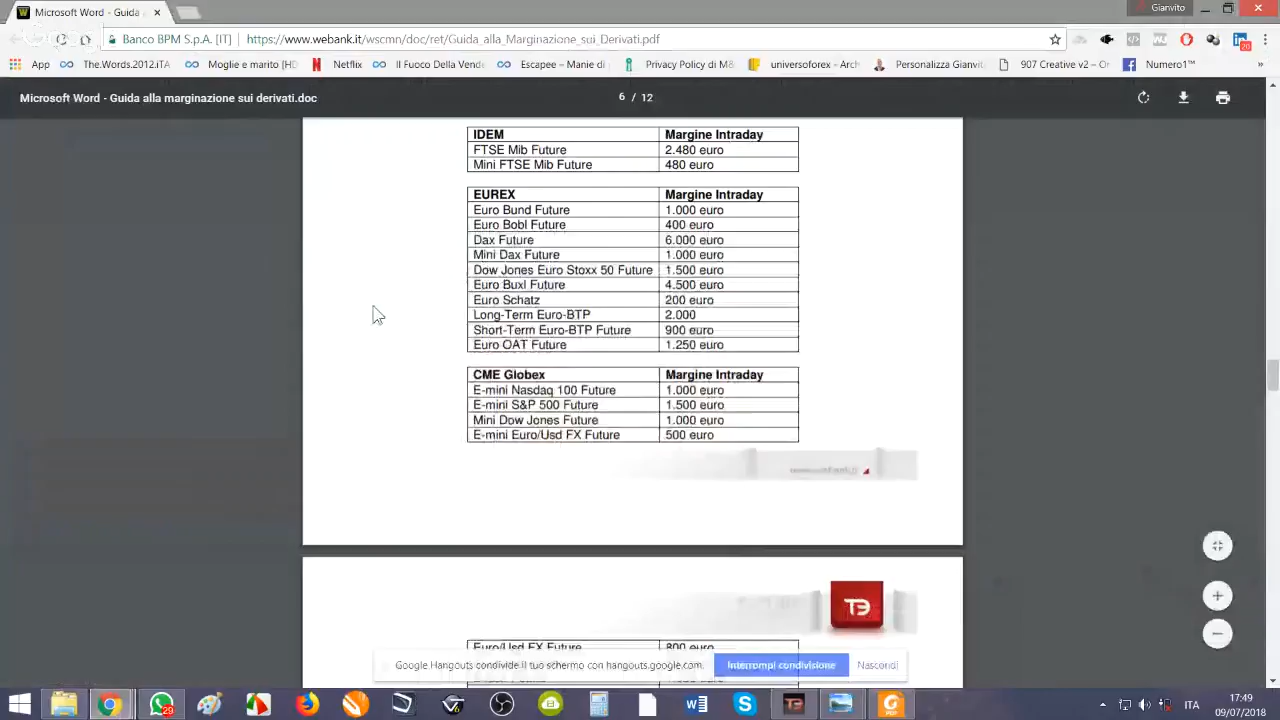 Microsoft Word - Guida
Gianvito
Banco BPM S.p.A. [IT] https://www.webank.it/wscmn/doc/ret/Guida_alla_Marginazione_sui_Derivati.pdf
20
App The.Words.2012.iTA Moglie e marito [HD Netflix Il Fuoco Della Vende Escapee – Manie di Privacy Policy di M& universoforex – Arch Personalizza Gianvit 907 Creative v2 – Or Numero1™
Microsoft Word - Guida alla marginazione sui derivati.doc 6 / 12
IDEM Margine Intraday
FTSE Mib Future 2.480 euro
Mini FTSE Mib Future 480 euro
EUREX Margine Intraday
Euro Bund Future 1.000 euro
Euro Bobl Future 400 euro
Dax Future 6.000 euro
Mini Dax Future 1.000 euro
Dow Jones Euro Stoxx 50 Future 1.500 euro
Euro Buxl Future 4.500 euro
Euro Schatz 200 euro
Long-Term Euro-BTP 2.000
Short-Term Euro-BTP Future 900 euro
Euro OAT Future 1.250 euro
CME Globex Margine Intraday
E-mini Nasdaq 100 Future 1.000 euro
E-mini S&P 500 Future 1.500 euro
Mini Dow Jones Future 1.000 euro
E-mini Euro/Usd FX Future 500 euro
T3
Euro/Usd FX Future 800 euro
Google Hangouts condivide il tuo schermo con hangouts.google.com. Interrompi condivisione Nascondi
23
ITA
17:49
09/07/2018